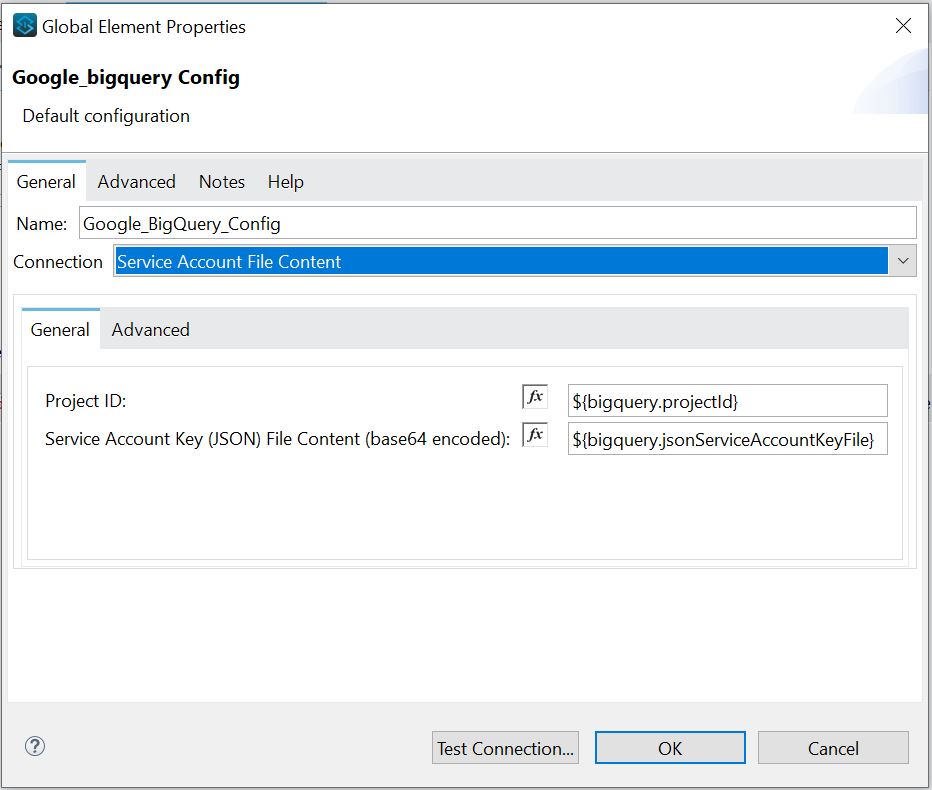 Global Element Properties
Google_bigquery Config
Default configuration
General Advanced Notes Help
Name: Google_BigQuery_Config
Connection Service Account File Content
General Advanced
Project ID: fx ${bigquery.projectId}
Service Account Key (JSON) File Content (base64 encoded): fx ${bigquery.jsonServiceAccountKeyFile}
? Test Connection... OK Cancel